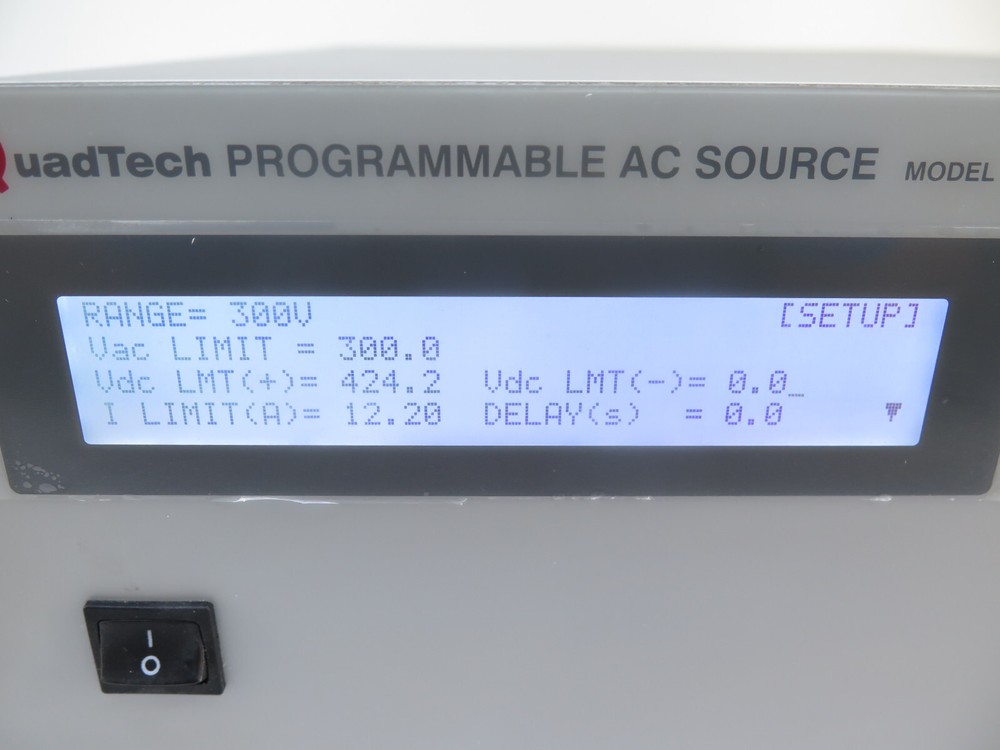 QuadTech PROGRAMMABLE AC SOURCE MODEL
RANGE= 300V [SETUP]
Vac LIMIT = 300.0
Vdc LMT(+)= 424.2 Vdc LMT(-)= 0.0_
I LIMIT(A)= 12.20 DELAY(s) = 0.0
I
O